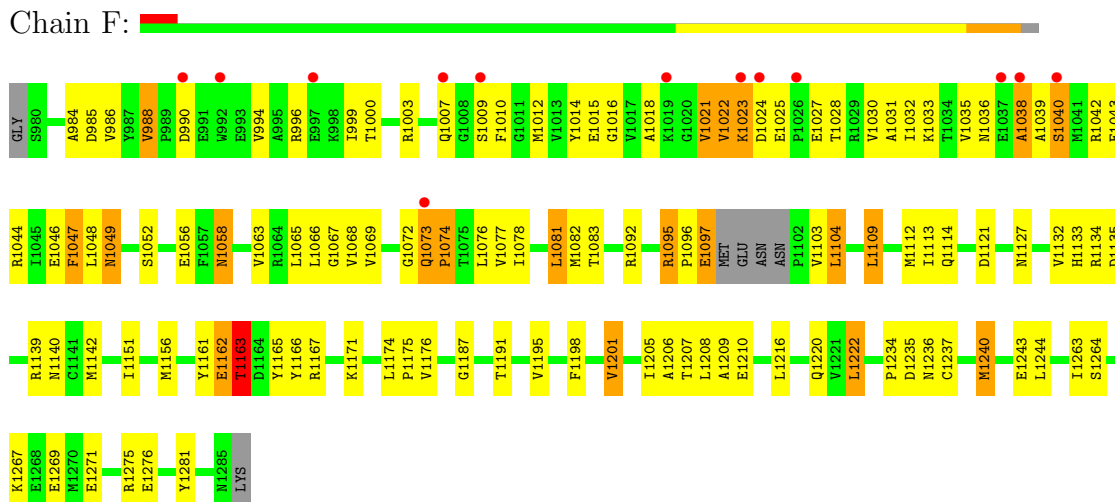 Chain F:
GLY S980 A984 D985 V986 Y987 V988 P989 D990 E991 W992 E993 V994 A995 R996 E997 K998 I999 T1000 R1003 Q1007 G1008 S1009 F1010 G1011 M1012 V1013 Y1014 E1015 G1016 V1017 A1018 K1019 G1020 V1021 V1022 K1023 D1024 E1025 P1026 E1027 T1028 R1029 V1030 A1031 I1032 K1033 T1034 V1035 N1036 E1037 A1038 A1039 S1040 M1041 R1042
R1044 I1045 E1046 F1047 L1048 N1049 S1052 E1056 F1057 N1058 V1063 R1064 L1065 L1066 G1067 V1068 V1069 G1072 Q1073 P1074 T1075 L1076 V1077 I1078 L1081 M1082 T1083 R1092 R1095 P1096 E1097 MET GLU ASN ASN P1102 V1103 L1104 L1109 M1112 I1113 Q1114 D1121 N1127 V1132 H1133 R1134 D1135
R1139 N1140 C1141 M1142 I1151 M1156 Y1161 E1162 T1163 D1164 Y1165 Y1166 R1167 K1171 L1174 P1175 V1176 G1187 T1191 V1195 F1198 V1201 I1205 A1206 T1207 L1208 A1209 E1210 L1216 Q1220 V1221 L1222 P1234 D1235 N1236 C1237 M1240 E1243 L1244 I1263 S1264
K1267 E1268 E1269 M1270 E1271 R1275 E1276 Y1281 N1285 LYS